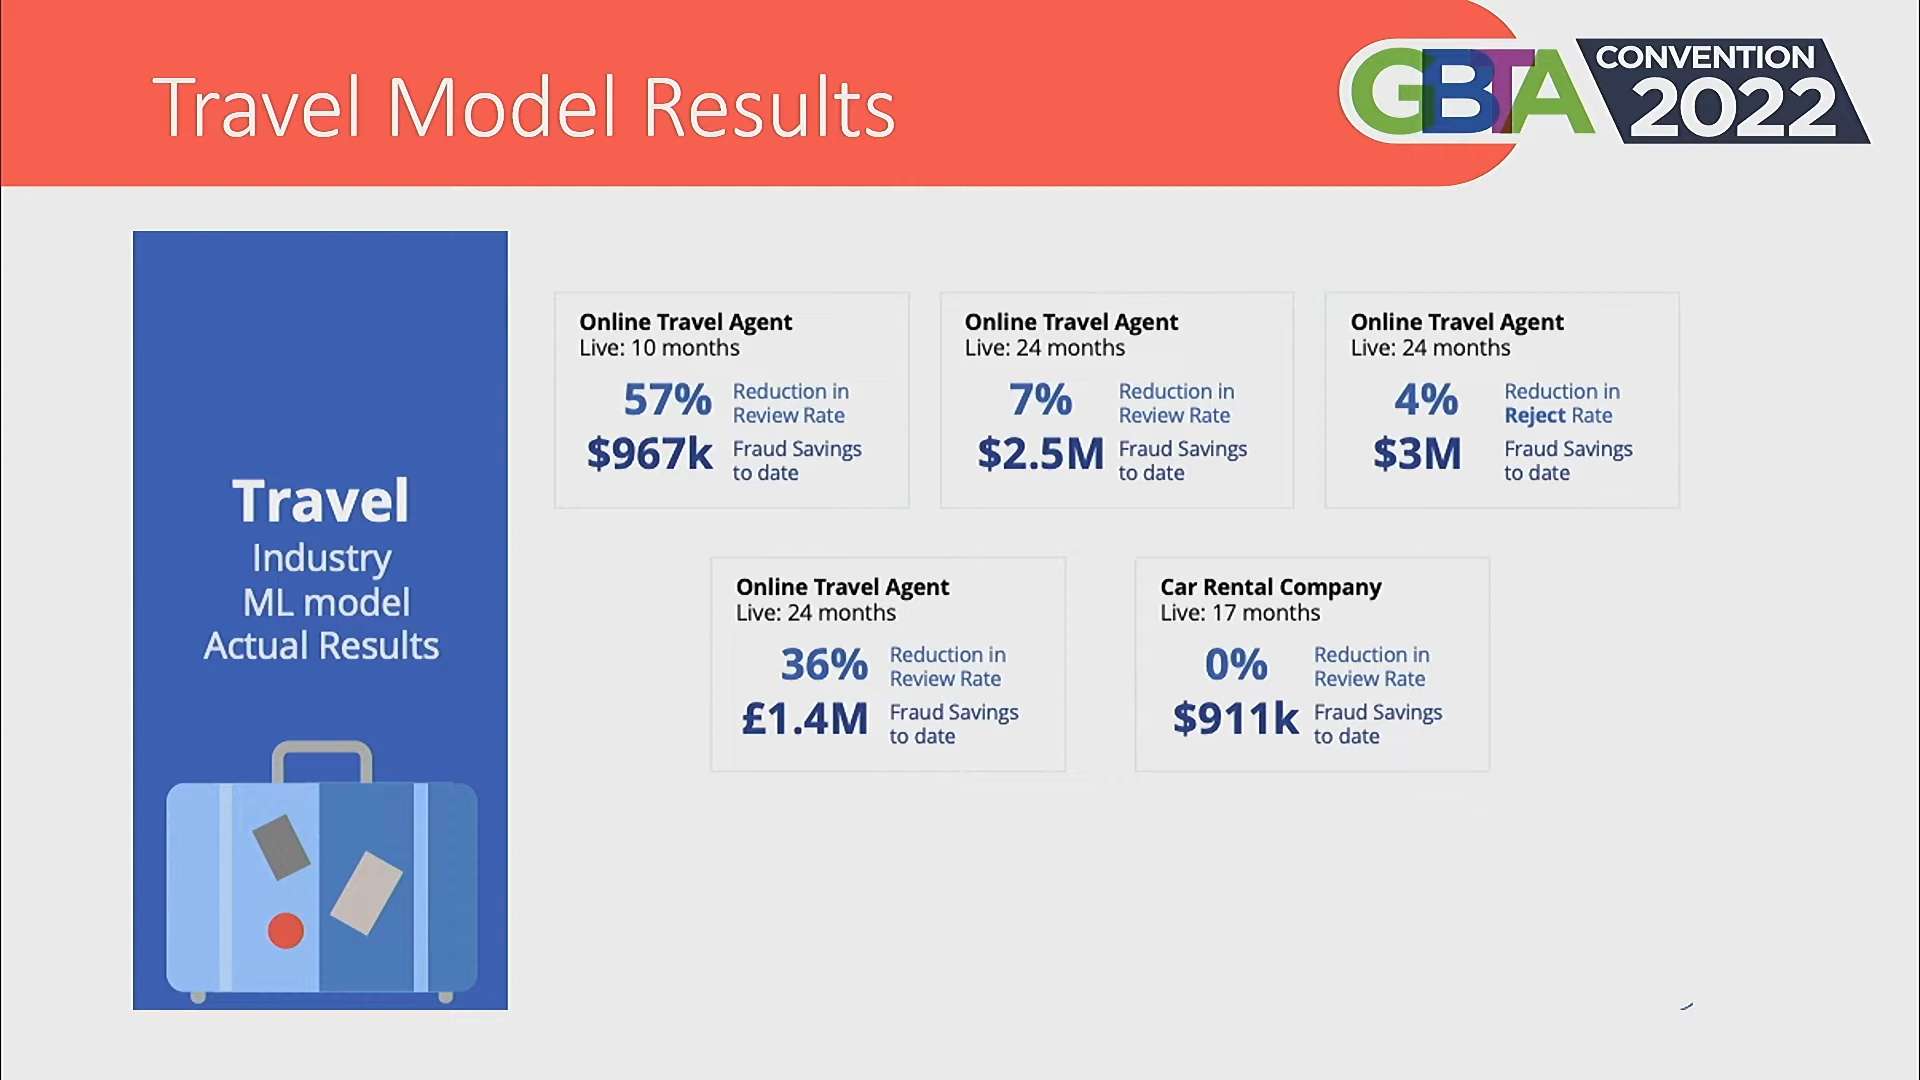 Travel Model Results
GBTA
CONVENTION
2022
Travel
Industry
ML model
Actual Results
Online Travel Agent
Live: 10 months
57% Reduction in
Review Rate
$967k Fraud Savings
to date
Online Travel Agent
Live: 24 months
7% Reduction in
Review Rate
$2.5M Fraud Savings
to date
Online Travel Agent
Live: 24 months
4% Reduction in
Reject Rate
$3M Fraud Savings
to date
Online Travel Agent
Live: 24 months
36% Reduction in
Review Rate
£1.4M Fraud Savings
to date
Car Rental Company
Live: 17 months
0% Reduction in
Review Rate
$911k Fraud Savings
to date